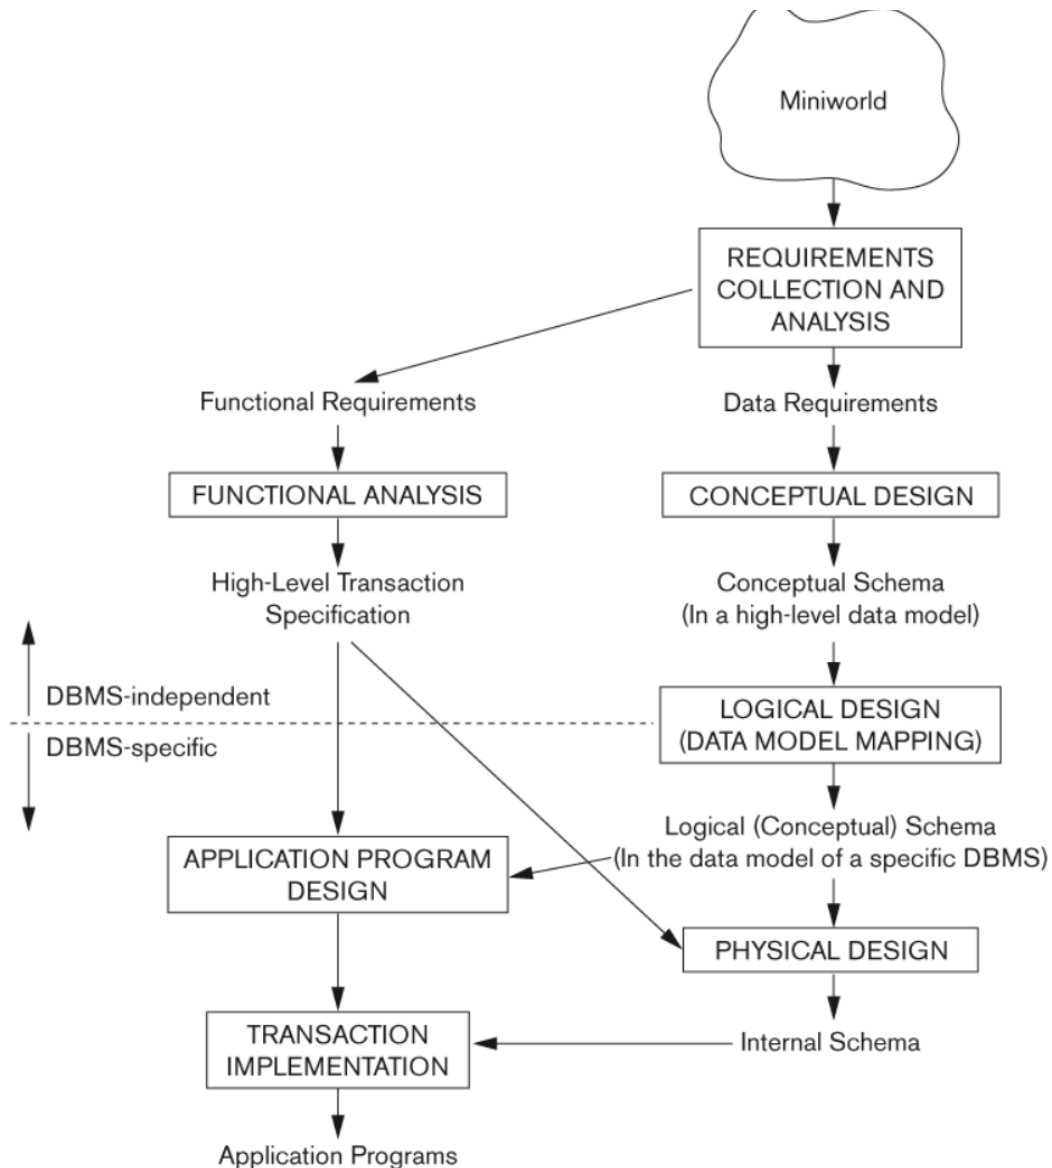 Miniworld
REQUIREMENTS
COLLECTION AND
ANALYSIS
Functional Requirements
Data Requirements
FUNCTIONAL ANALYSIS
CONCEPTUAL DESIGN
High-Level Transaction
Specification
Conceptual Schema
(In a high-level data model)
DBMS-independent
DBMS-specific
LOGICAL DESIGN
(DATA MODEL MAPPING)
Logical (Conceptual) Schema
(In the data model of a specific DBMS)
APPLICATION PROGRAM
DESIGN
PHYSICAL DESIGN
TRANSACTION
IMPLEMENTATION
Internal Schema
Application Programs